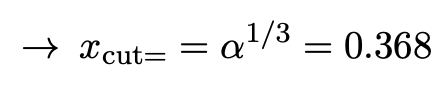 → x_cut= = α^{1/3} = 0.368